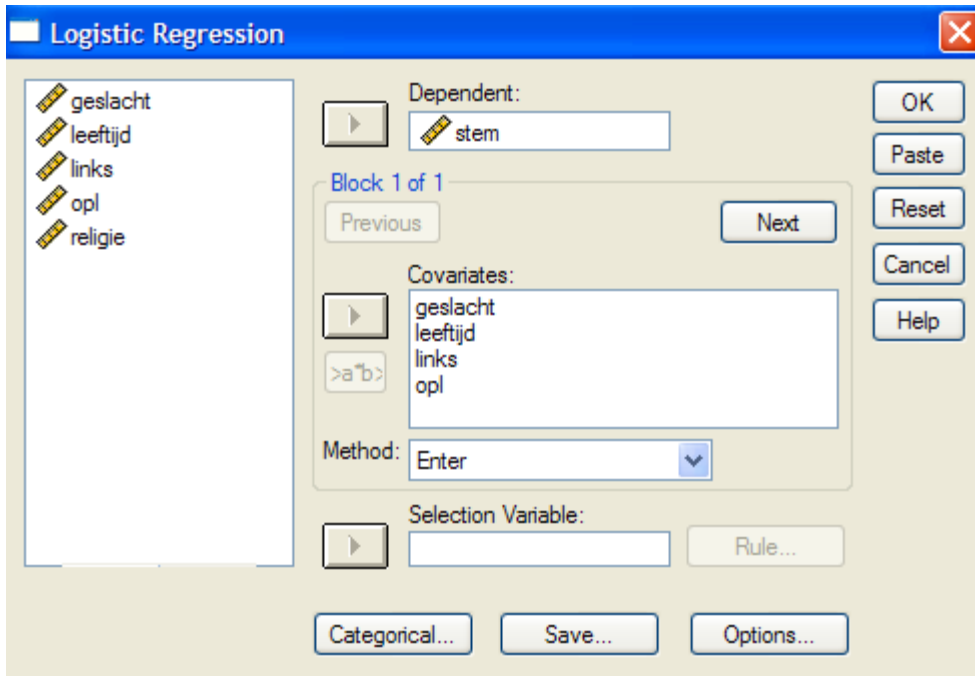 Logistic Regression
geslacht
leeftijd
links
opl
religie
Dependent:
stem
Block 1 of 1
Previous
Next
Covariates:
geslacht
leeftijd
links
opl
>a*b>
Method:
Enter
Selection Variable:
Rule...
Categorical...
Save...
Options...
OK
Paste
Reset
Cancel
Help